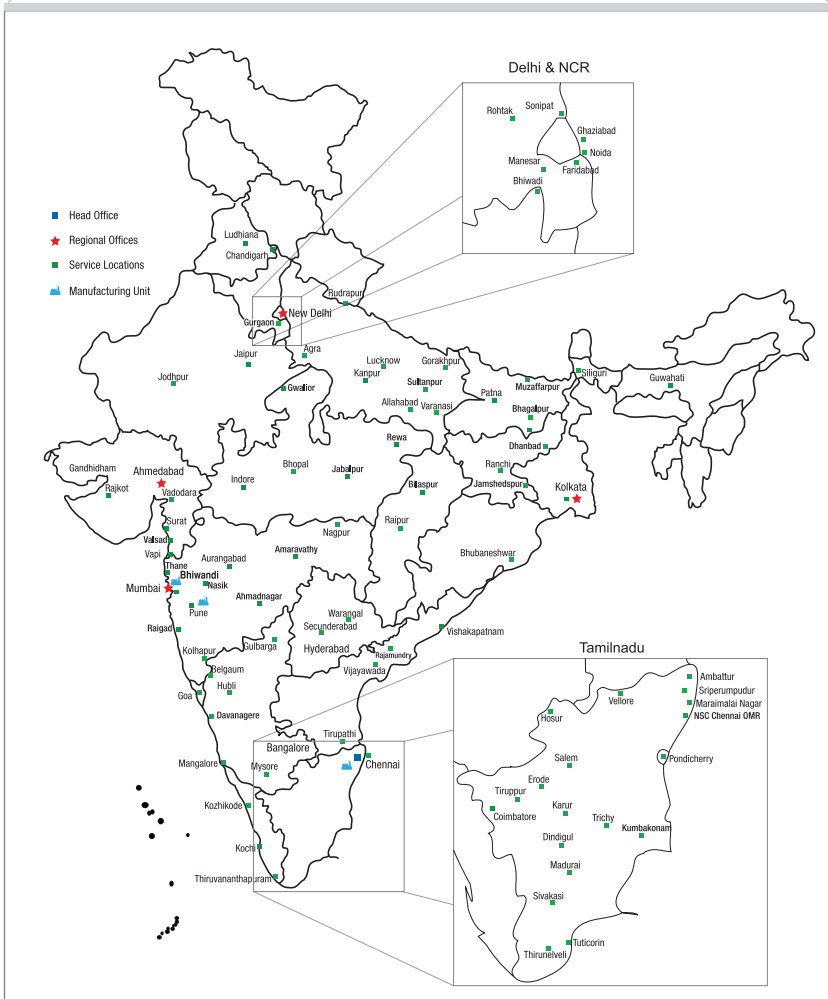 Delhi & NCR
Sonipat
Rohtak
Ghaziabad
Noida
Manesar
Faridabad
Bhiwadi
Head Office
Regional Offices
Service Locations
Manufacturing Unit
Ludhiana
Chandigarh
Rudrapur
New Delhi
Gurgaon
Jaipur
Agra
Lucknow
Gorakhpur
Kanpur
Sultanpur
Jodhpur
Gwalior
Allahabad
Varanasi
Patna
Muzaffarpur
Siliguri
Guwahati
Bhagalpur
Rewa
Dhanbad
Gandhidham
Ahmedabad
Rajkot
Vadodara
Indore
Bhopal
Jabalpur
Bilaspur
Ranchi
Jamshedspur
Kolkata
Surat
Valsad
Vapi
Nagpur
Raipur
Aurangabad
Amaravathy
Bhubaneshwar
Thane
Bhiwandi
Nasik
Mumbai
Ahmadnagar
Pune
Raigad
Warangal
Secunderabad
Hyderabad
Vishakapatnam
Gulbarga
Kolhapur
Rajamundry
Vijayawada
Belgaum
Hubli
Goa
Davanagere
Tirupathi
Bangalore
Chennai
Mangalore
Mysore
Kozhikode
Kochi
Thiruvananthapuram
Tamilnadu
Ambattur
Sriperumpudur
Vellore
Maraimalai Nagar
NSC Chennai OMR
Hosur
Pondicherry
Salem
Erode
Tiruppur
Coimbatore
Karur
Trichy
Kumbakonam
Dindigul
Madurai
Sivakasi
Tuticorin
Thirunelveli